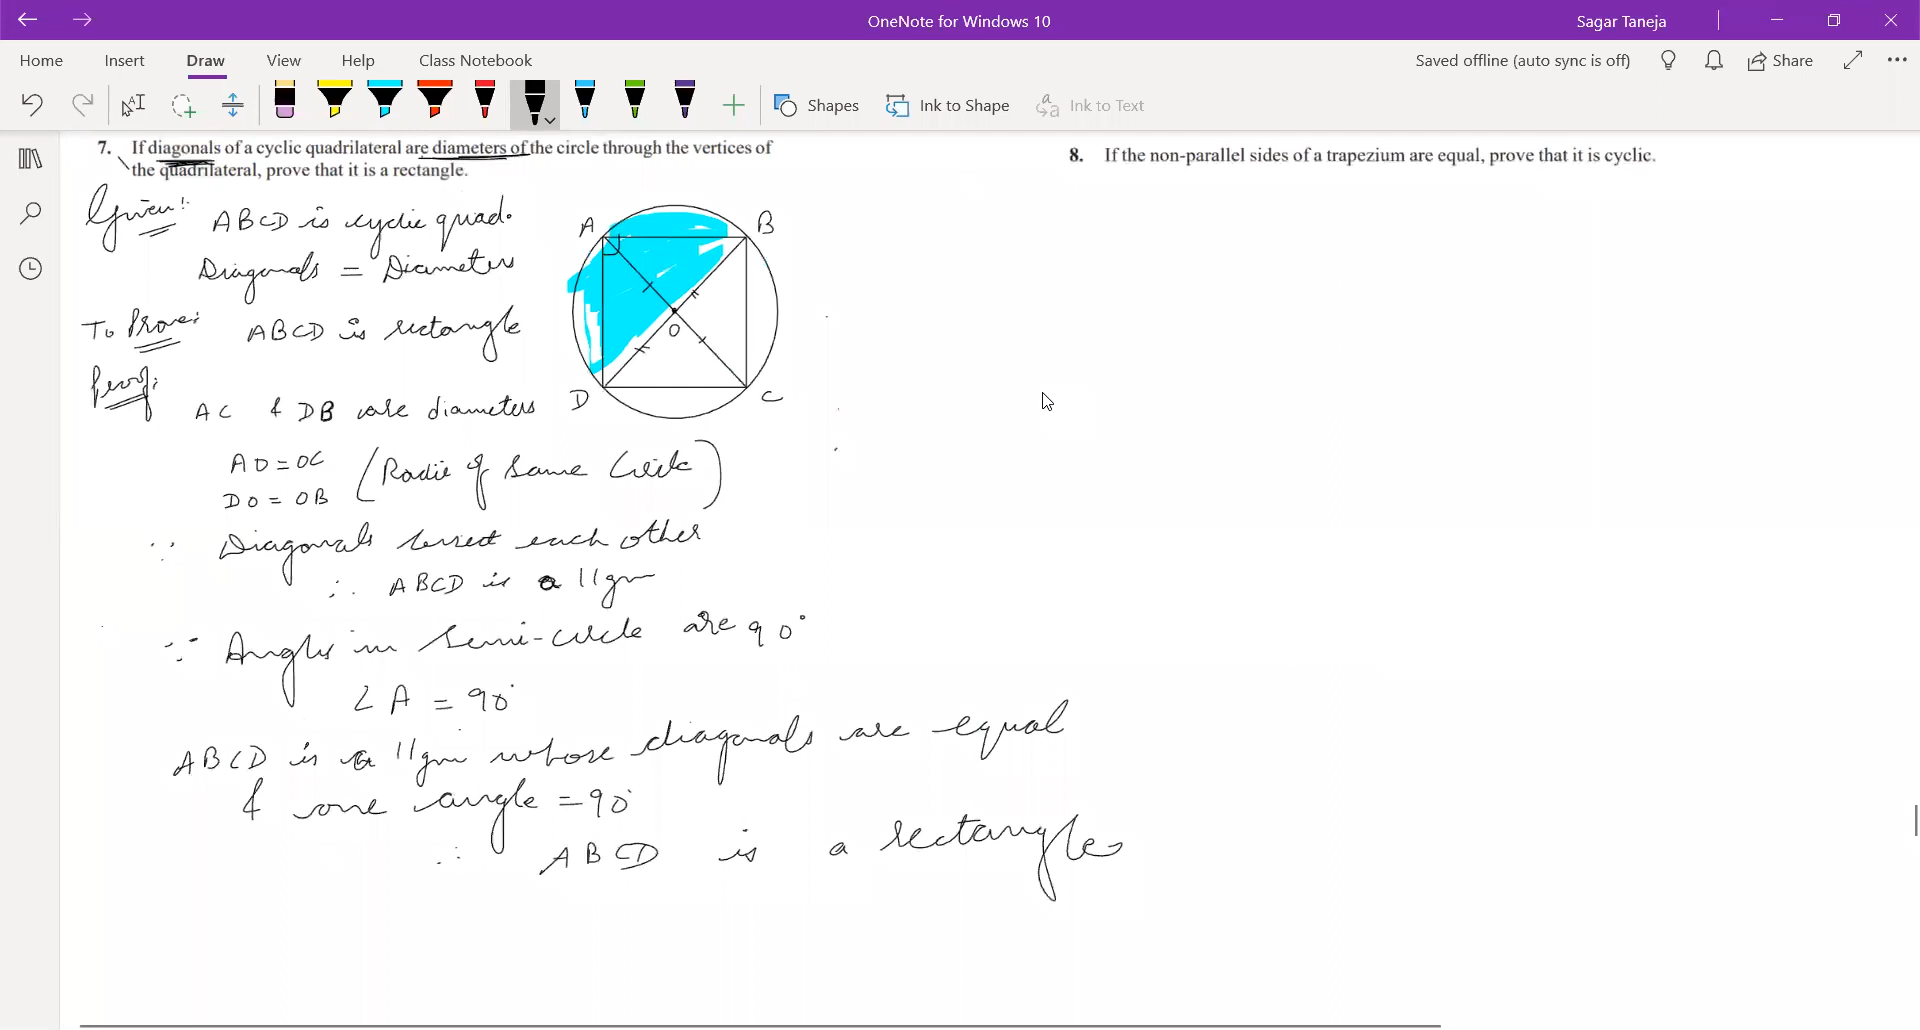 OneNote for Windows 10
Sagar Taneja
Home Insert Draw View Help Class Notebook
Saved offline (auto sync is off) Share
Shapes Ink to Shape Ink to Text
7. If diagonals of a cyclic quadrilateral are diameters of the circle through the vertices of
the quadrilateral, prove that it is a rectangle.
8. If the non-parallel sides of a trapezium are equal, prove that it is cyclic.
Given:
ABCD is cyclic quad.
Diagonals = Diameters
To Prove: ABCD is rectangle
Proof:
AC & DB are diameters
AO = OC
DO = OB (Radii of same Circle)
∵ Diagonals bisect each other
∴ ABCD is a ||gm
∵ Angles in semi-circle are 90°
∠A = 90°
ABCD is a ||gm whose diagonals are equal
& one angle = 90°
∴ ABCD is a rectangle
A B
O
D C